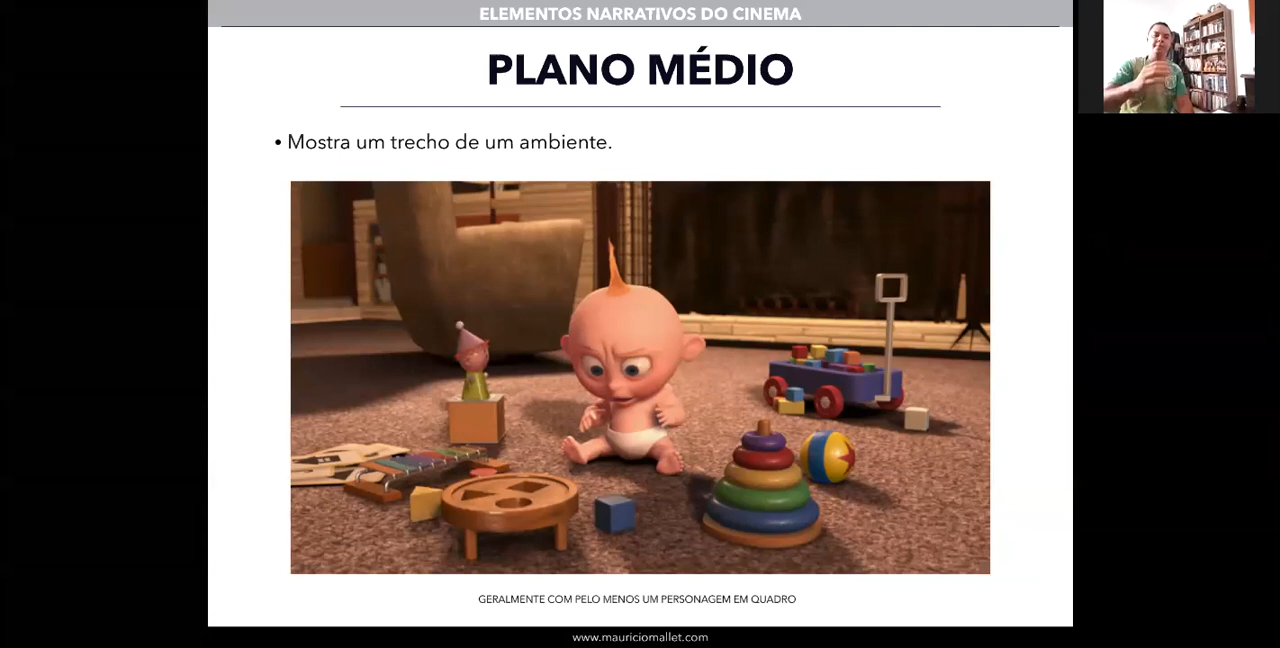 ELEMENTOS NARRATIVOS DO CINEMA
PLANO MÉDIO
• Mostra um trecho de um ambiente.
GERALMENTE COM PELO MENOS UM PERSONAGEM EM QUADRO
www.mauriciomallet.com